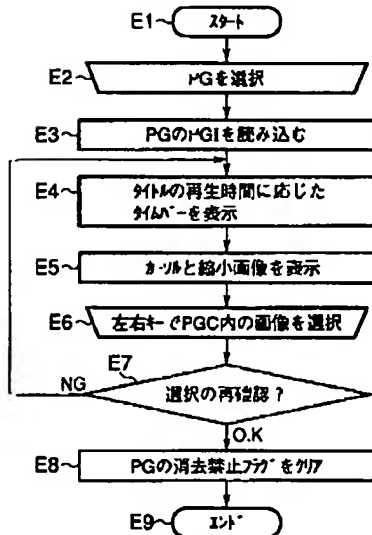 E1 スタート
E2 PGを選択
E3 PGのPGIを読み込む
E4 タイトルの再生時間に応じた
タイムバーを表示
E5 カーソルと縮小画像を表示
E6 左右キーでPGC内の画像を選択
E7
NG 選択の再確認?
O.K
E8 PGの消去禁止フラグをクリア
E9 エンド